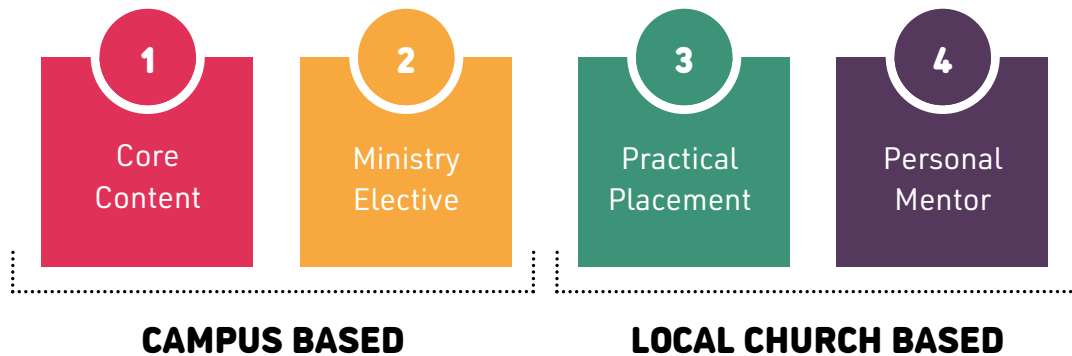 1
Core
Content
2
Ministry
Elective
3
Practical
Placement
4
Personal
Mentor
CAMPUS BASED
LOCAL CHURCH BASED